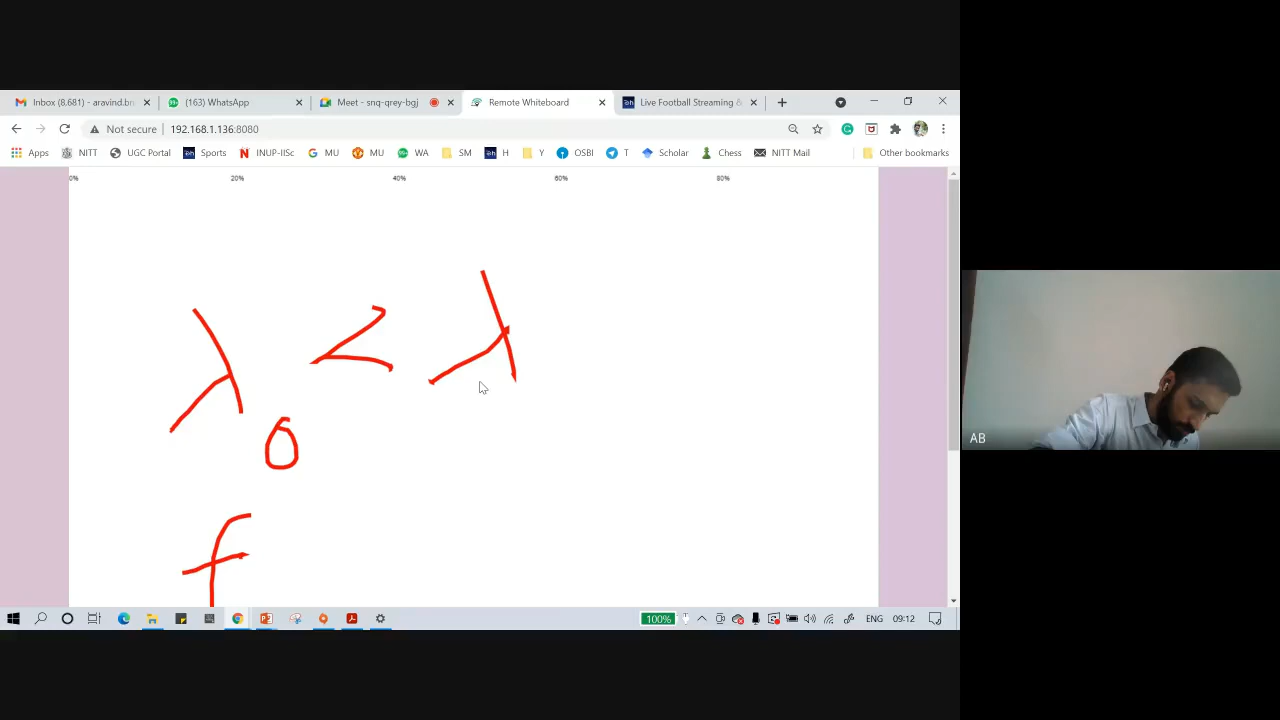 Inbox (8,681) - aravind.bn
(163) WhatsApp
Meet - snq-qrey-bgj
Remote Whiteboard
Live Football Streaming &
Not secure 192.168.1.136:8080
Apps NITT UGC Portal Sports INUP-IISc MU MU WA SM H Y OSBI T Scholar Chess NITT Mail Other bookmarks
0% 20% 40% 60% 80%
λ₀ < λ
f
AB
100% ENG 09:12